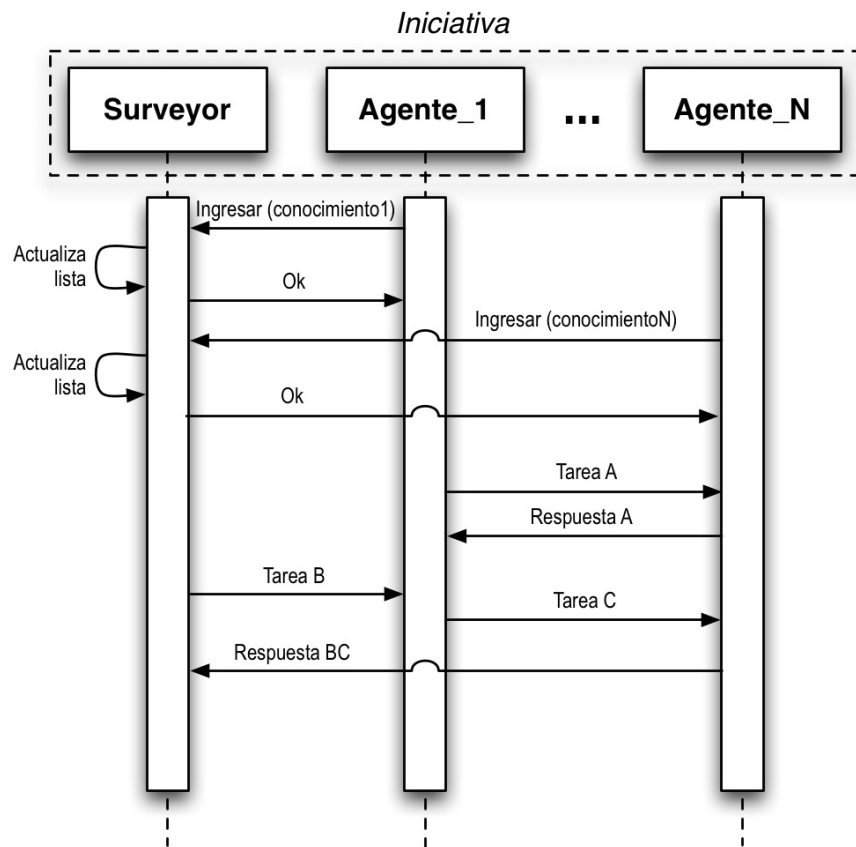 Iniciativa
Surveyor
Agente_1
...
Agente_N
Ingresar (conocimiento1)
Actualiza
lista
Ok
Ingresar (conocimientoN)
Actualiza
lista
Ok
Tarea A
Respuesta A
Tarea B
Tarea C
Respuesta BC